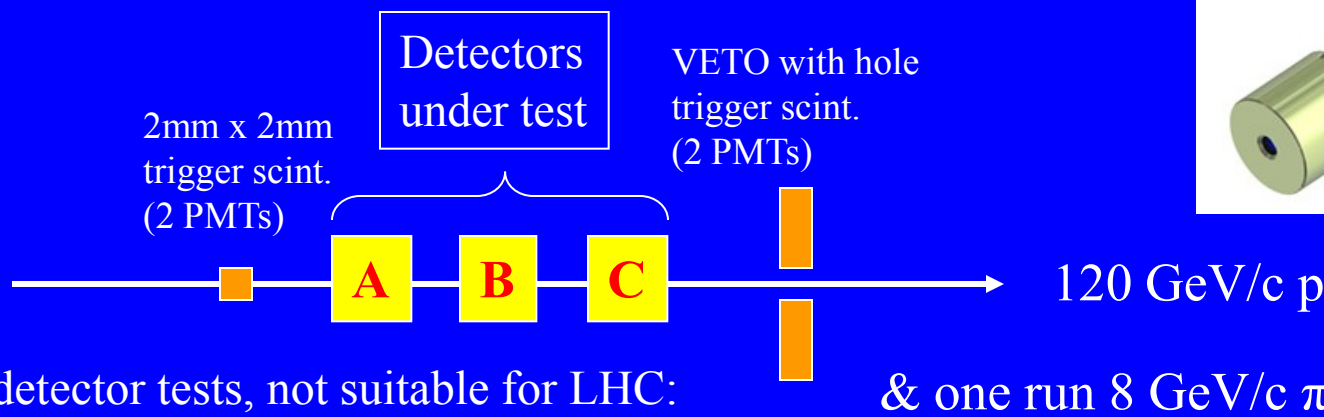 Detectors
under test
VETO with hole
trigger scint.
(2 PMTs)
2mm x 2mm
trigger scint.
(2 PMTs)
A B C
120 GeV/c p
detector tests, not suitable for LHC:
& one run 8 GeV/c π